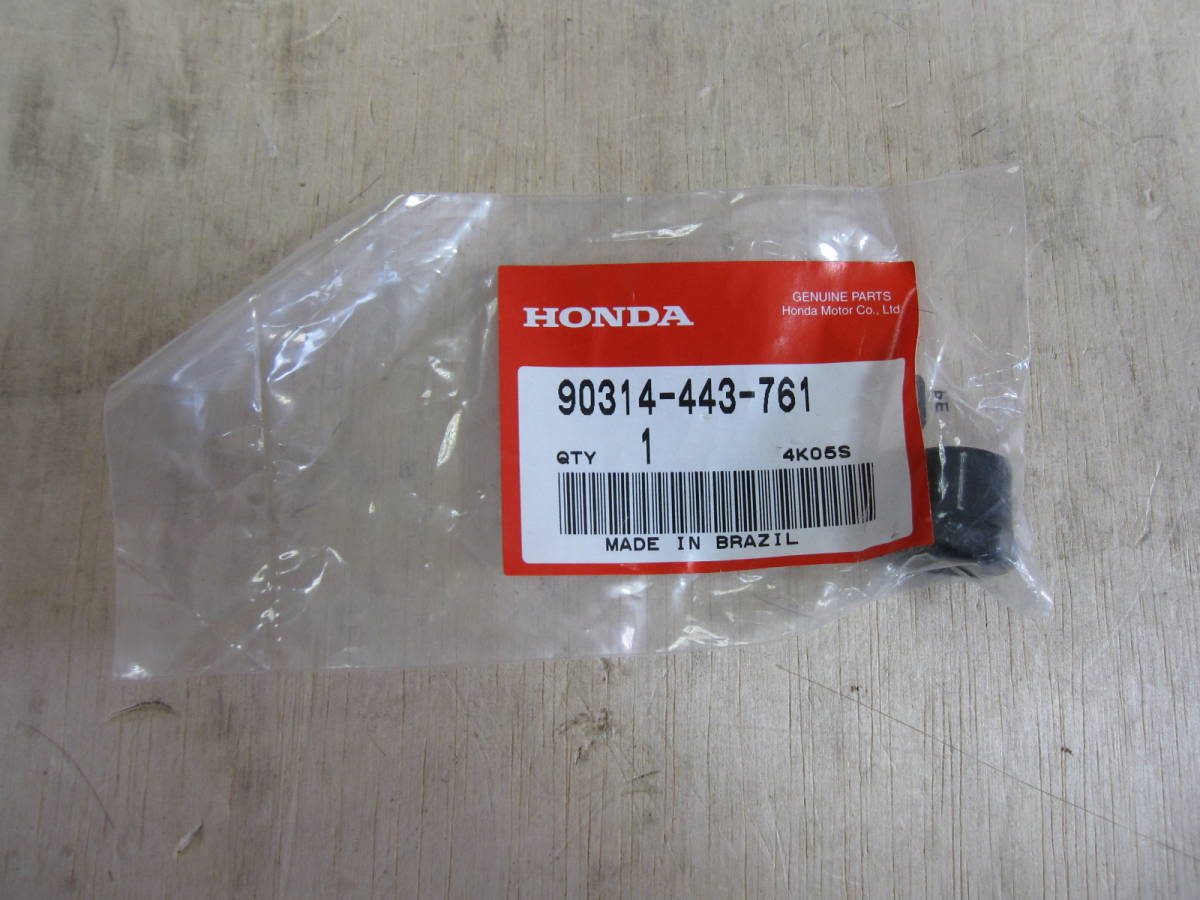 HONDA
GENUINE PARTS
Honda Motor Co., Ltd.
90314-443-761
QTY 1 4K05S
MADE IN BRAZIL